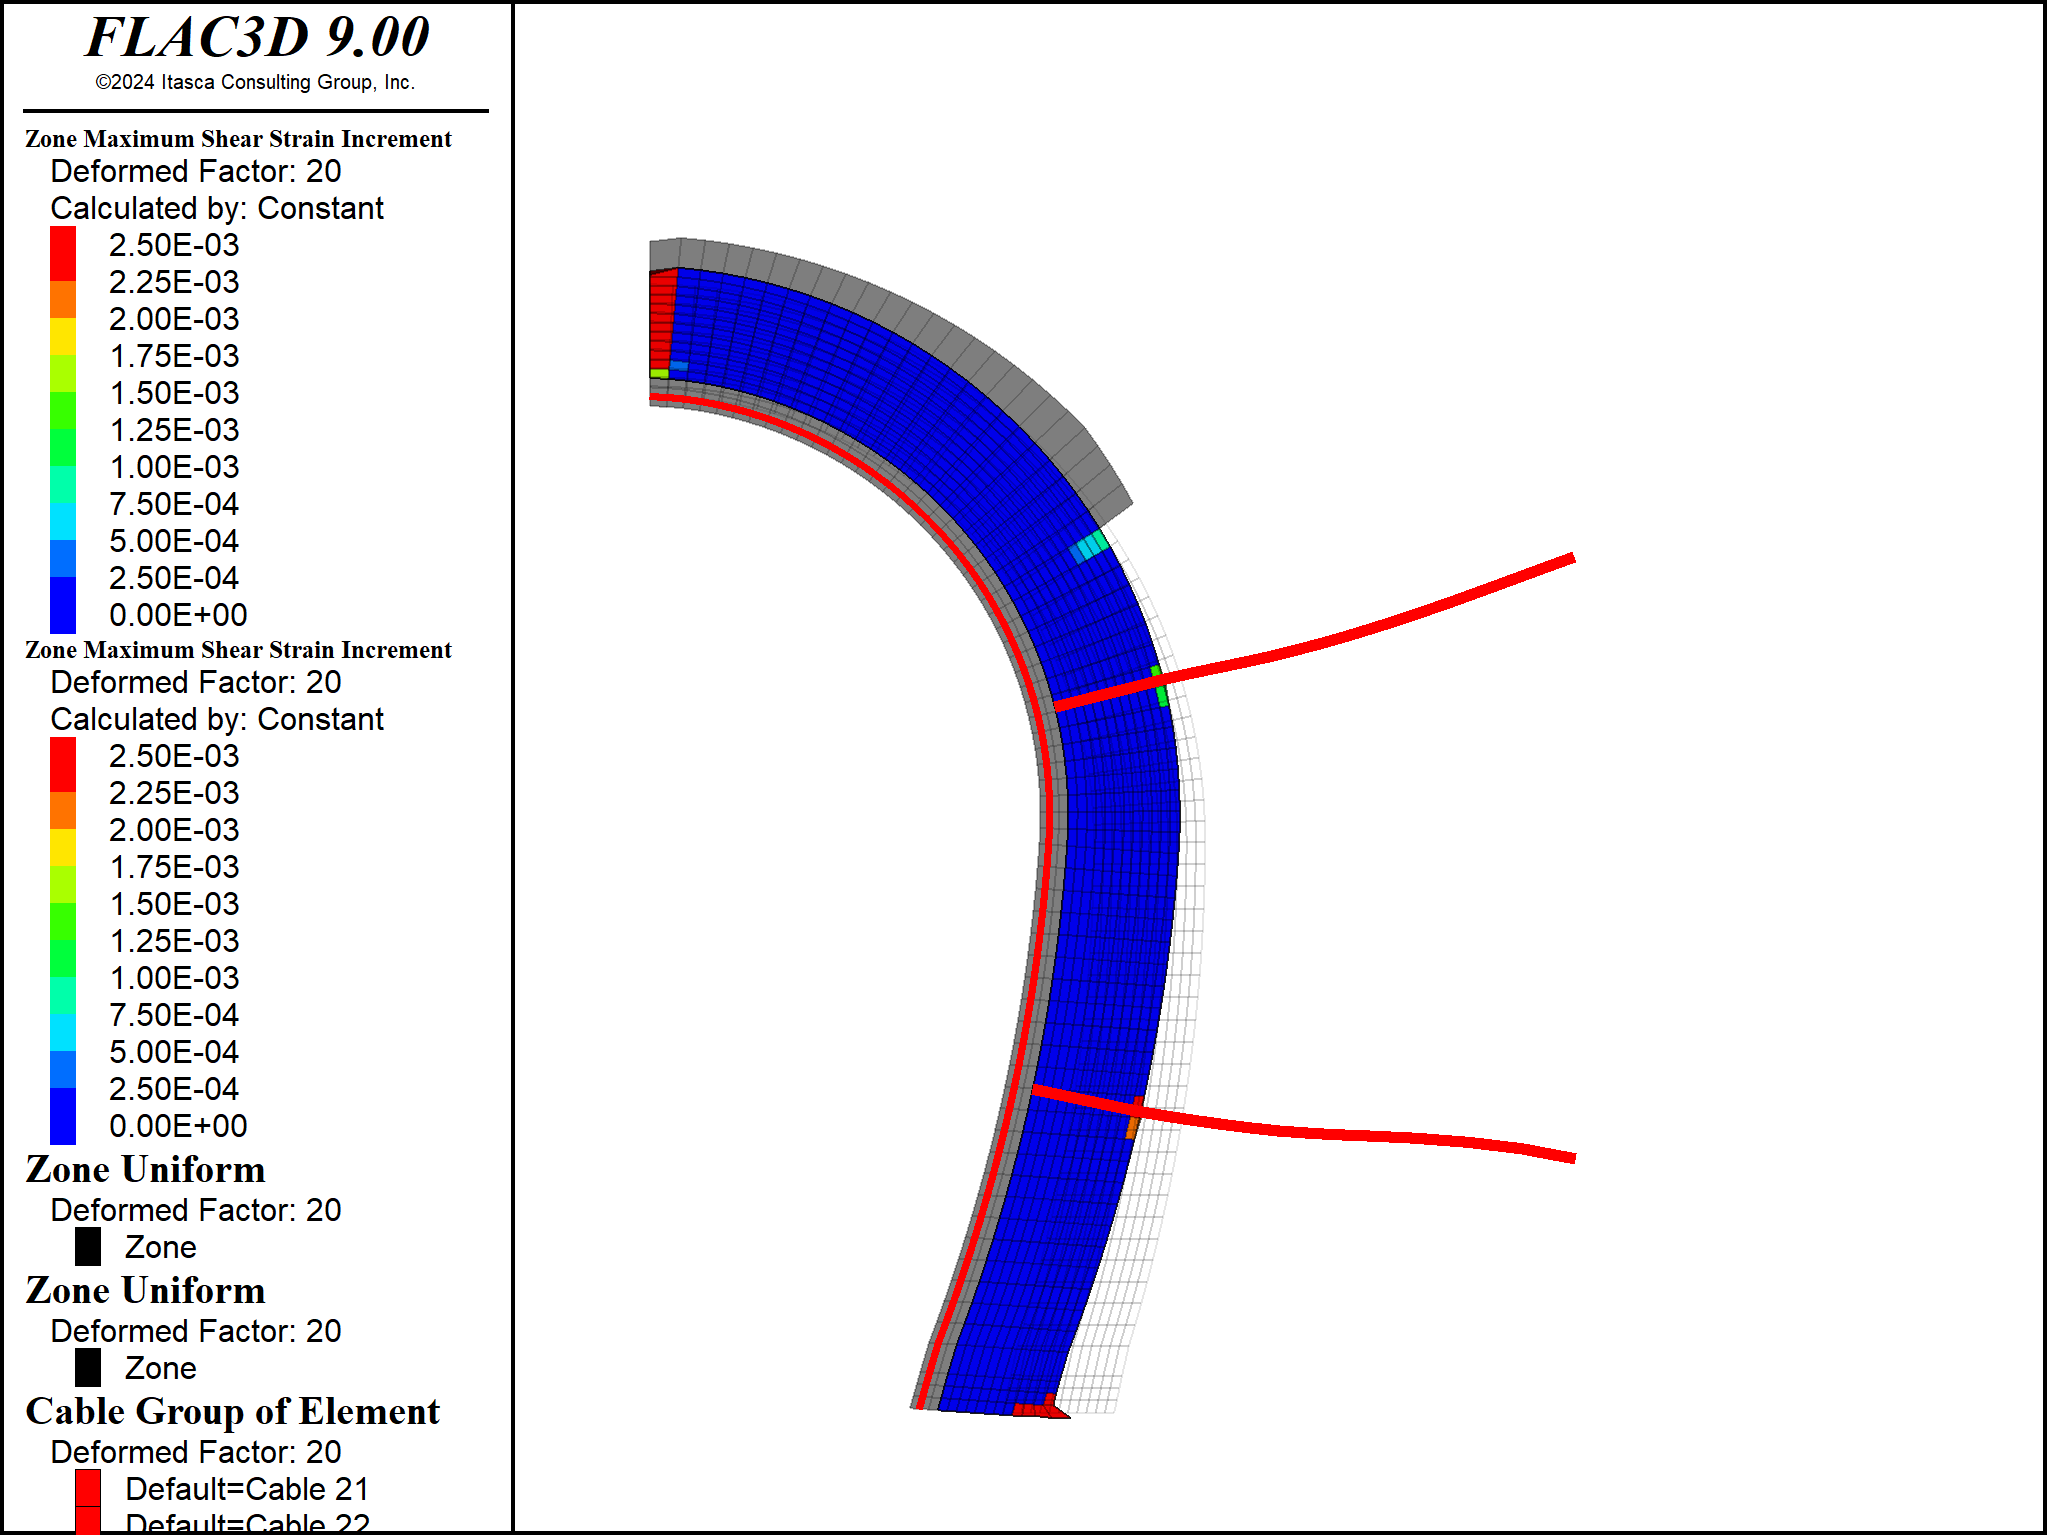 FLAC3D 9.00
©2024 Itasca Consulting Group, Inc.
Zone Maximum Shear Strain Increment
Deformed Factor: 20
Calculated by: Constant
2.50E-03
2.25E-03
2.00E-03
1.75E-03
1.50E-03
1.25E-03
1.00E-03
7.50E-04
5.00E-04
2.50E-04
0.00E+00
Zone Maximum Shear Strain Increment
Deformed Factor: 20
Calculated by: Constant
2.50E-03
2.25E-03
2.00E-03
1.75E-03
1.50E-03
1.25E-03
1.00E-03
7.50E-04
5.00E-04
2.50E-04
0.00E+00
Zone Uniform
Deformed Factor: 20
Zone
Zone Uniform
Deformed Factor: 20
Zone
Cable Group of Element
Deformed Factor: 20
Default=Cable 21
Default=Cable 22